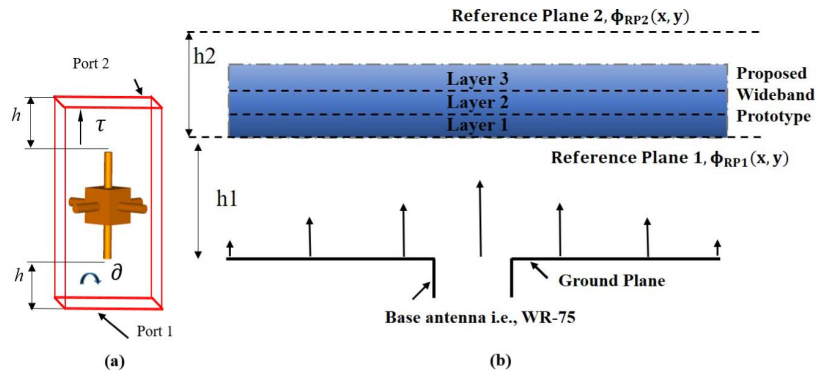 Port 2
h
τ
h
∂
Port 1
(a)
Reference Plane 2, ϕRP2(x, y)
h2
Layer 3
Layer 2
Layer 1
Proposed
Wideband
Prototype
Reference Plane 1, ϕRP1(x, y)
h1
Ground Plane
Base antenna i.e., WR-75
(b)